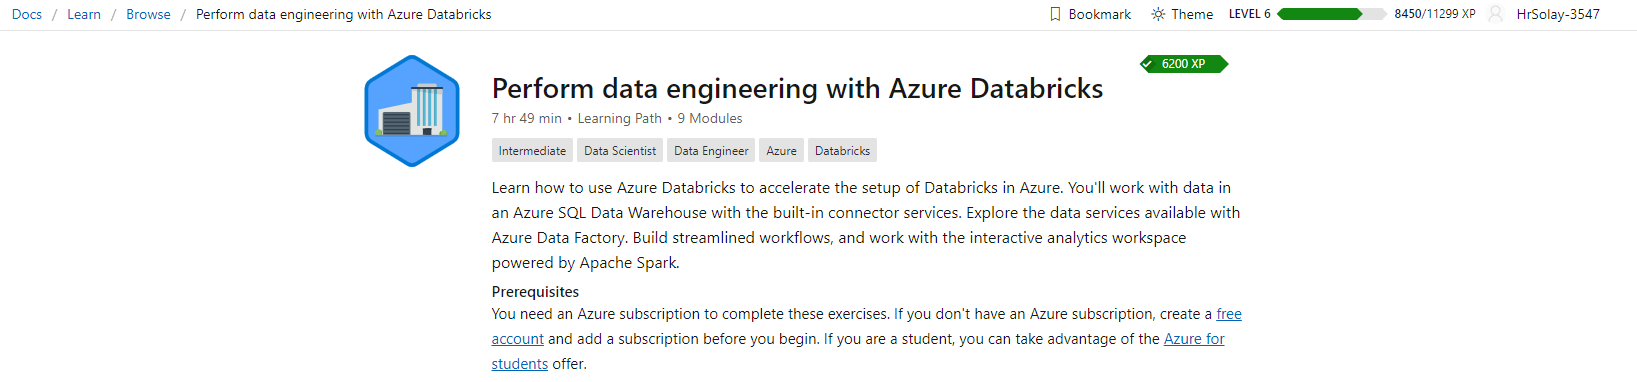 Docs / Learn / Browse / Perform data engineering with Azure Databricks Bookmark Theme LEVEL 6 8450/11299 XP HrSolay-3547
6200 XP
Perform data engineering with Azure Databricks
7 hr 49 min • Learning Path • 9 Modules
Intermediate Data Scientist Data Engineer Azure Databricks
Learn how to use Azure Databricks to accelerate the setup of Databricks in Azure. You'll work with data in
an Azure SQL Data Warehouse with the built-in connector services. Explore the data services available with
Azure Data Factory. Build streamlined workflows, and work with the interactive analytics workspace
powered by Apache Spark.
Prerequisites
You need an Azure subscription to complete these exercises. If you don't have an Azure subscription, create a free
account and add a subscription before you begin. If you are a student, you can take advantage of the Azure for
students offer.